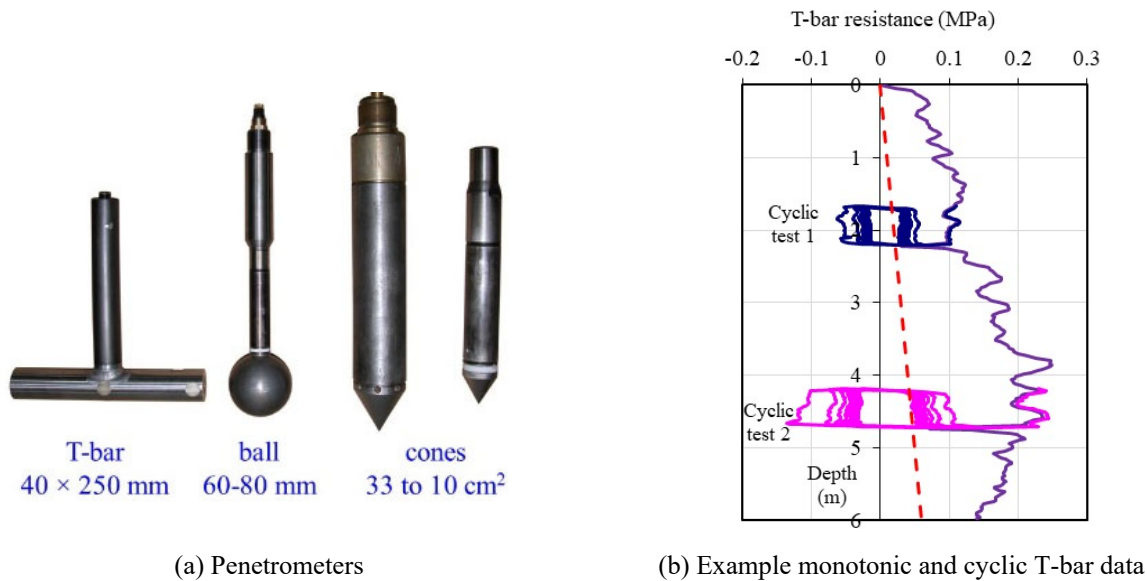 T-bar
40 × 250 mm
ball
60-80 mm
cones
33 to 10 cm²
(a) Penetrometers
T-bar resistance (MPa)
-0.2 -0.1 0 0.1 0.2 0.3
0
1
Cyclic
test 1
2
3
4
Cyclic
test 2
5
Depth
(m)
6
(b) Example monotonic and cyclic T-bar data